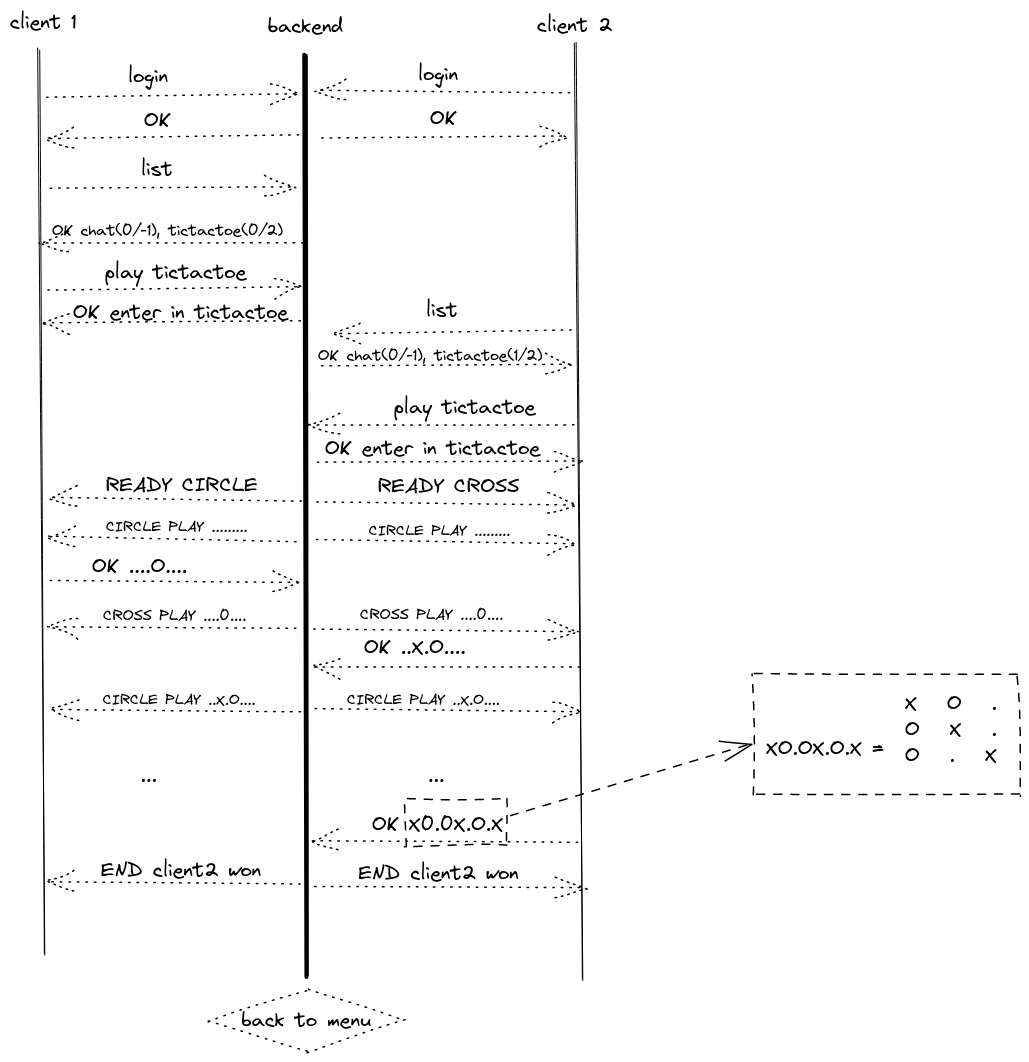 client 1
backend
client 2
login
login
OK
OK
list
OK chat(0/-1), tictactoe(0/2)
play tictactoe
OK enter in tictactoe
list
OK chat(0/-1), tictactoe(1/2)
play tictactoe
OK enter in tictactoe
READY CIRCLE
READY CROSS
CIRCLE PLAY .........
CIRCLE PLAY .........
OK ....O....
CROSS PLAY ....O....
CROSS PLAY ....O....
OK ..x.O....
CIRCLE PLAY ..x.O....
CIRCLE PLAY ..x.O....
x O .
O x .
xO.Ox.O.x =
O . x
...
...
OK xO.Ox.O.x
END client2 won
END client2 won
back to menu